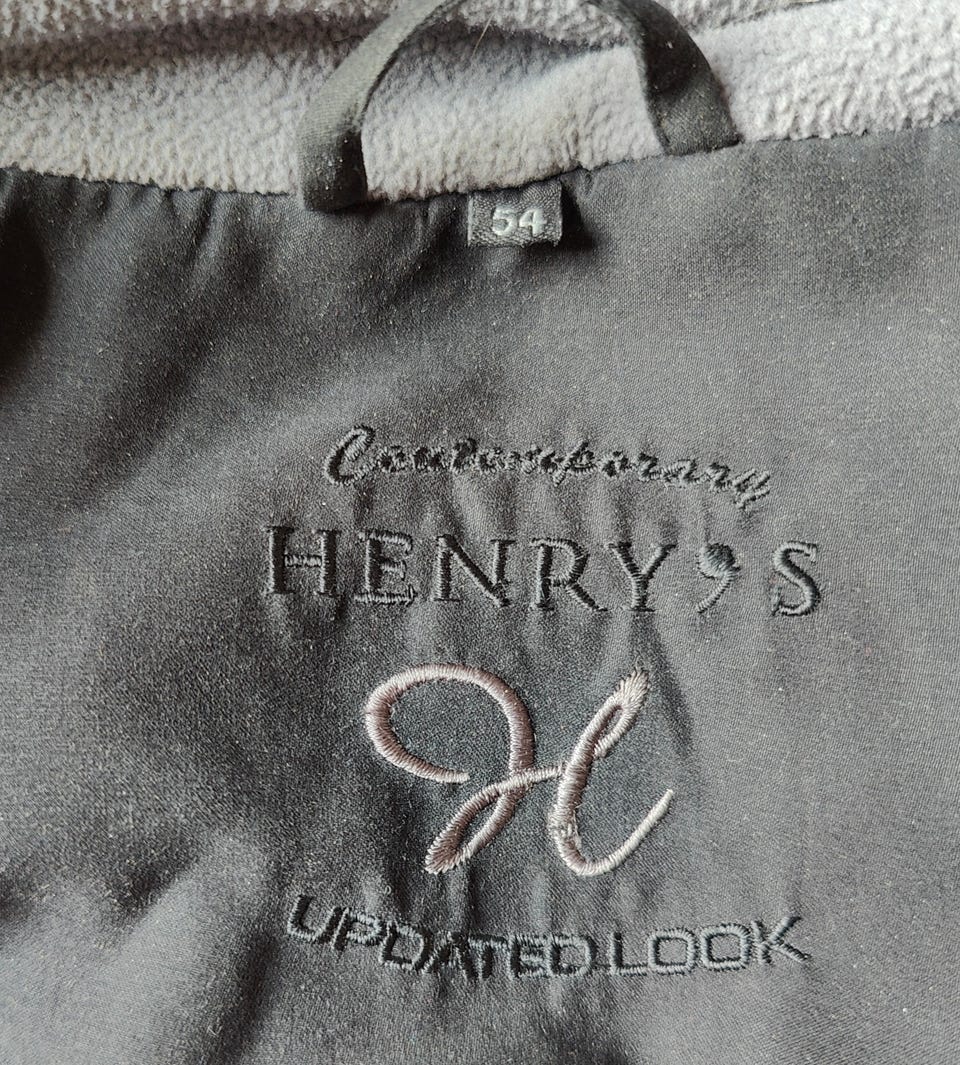 54
Contemporary
HENRY'S
H
UPDATED LOOK